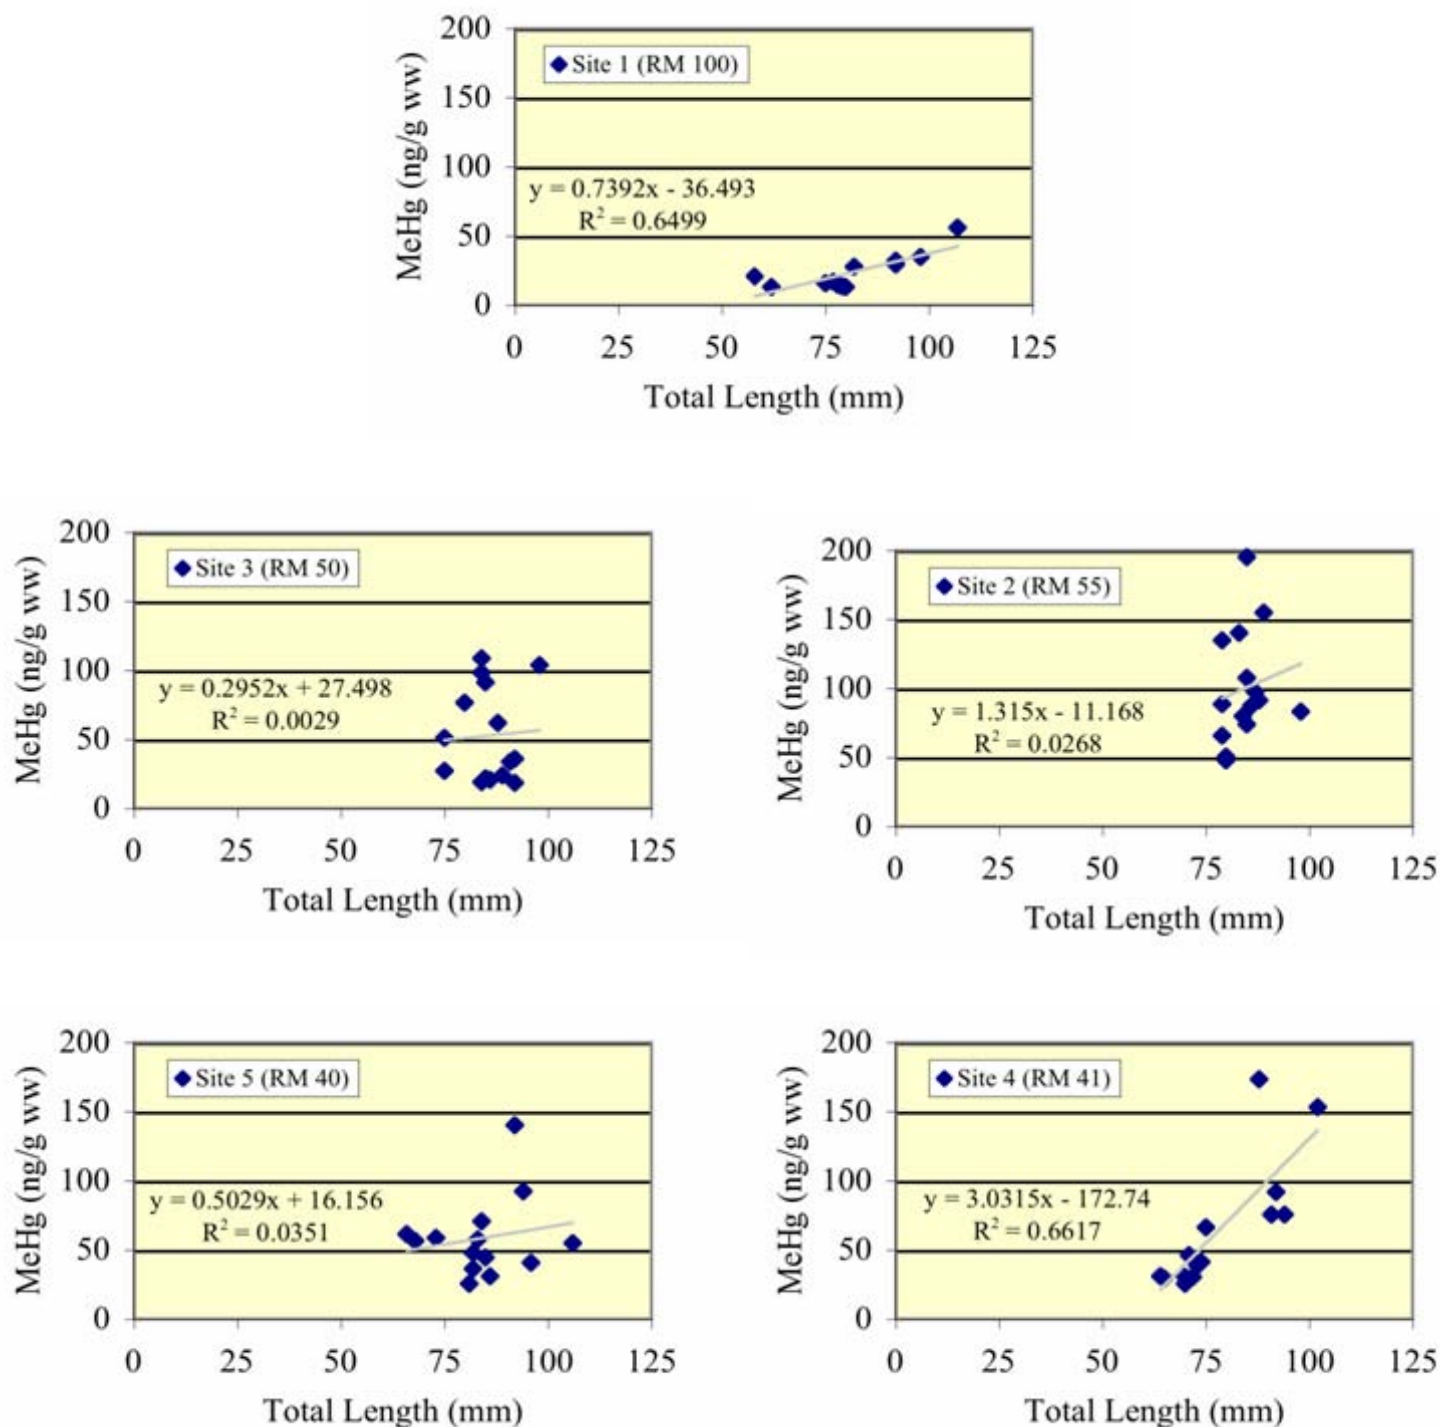 200
150
100
50
0
MeHg (ng/g ww)
Site 1 (RM 100)
y = 0.7392x - 36.493
R² = 0.6499
0 25 50 75 100 125
Total Length (mm)
200
150
100
50
0
MeHg (ng/g ww)
Site 3 (RM 50)
y = 0.2952x + 27.498
R² = 0.0029
0 25 50 75 100 125
Total Length (mm)
200
150
100
50
0
MeHg (ng/g ww)
Site 2 (RM 55)
y = 1.315x - 11.168
R² = 0.0268
0 25 50 75 100 125
Total Length (mm)
200
150
100
50
0
MeHg (ng/g ww)
Site 5 (RM 40)
y = 0.5029x + 16.156
R² = 0.0351
0 25 50 75 100 125
Total Length (mm)
200
150
100
50
0
MeHg (ng/g ww)
Site 4 (RM 41)
y = 3.0315x - 172.74
R² = 0.6617
0 25 50 75 100 125
Total Length (mm)